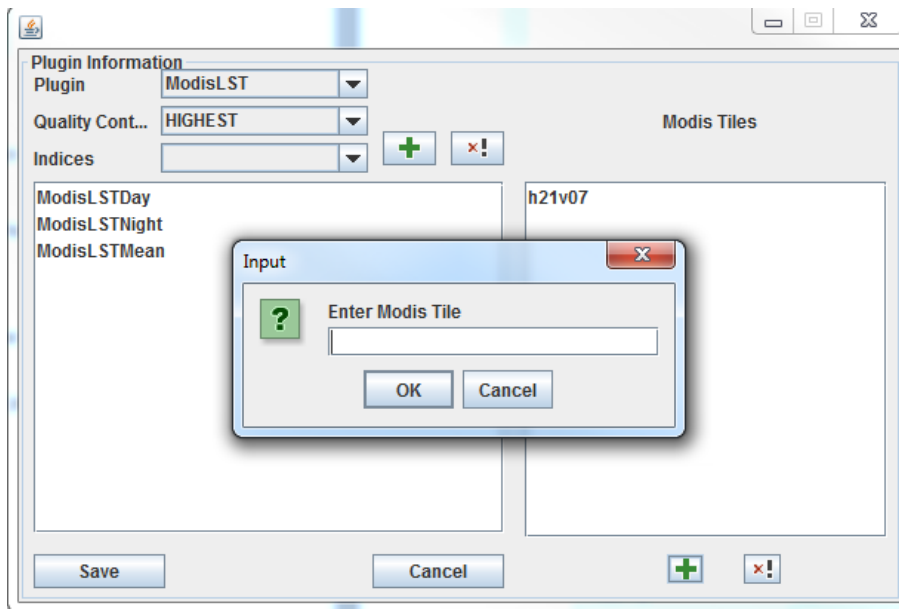 Plugin Information
Plugin ModisLST
Quality Cont... HIGHEST
Modis Tiles
Indices
ModisLSTDay
ModisLSTNight
ModisLSTMean
h21v07
Input
Enter Modis Tile
OK Cancel
Save Cancel